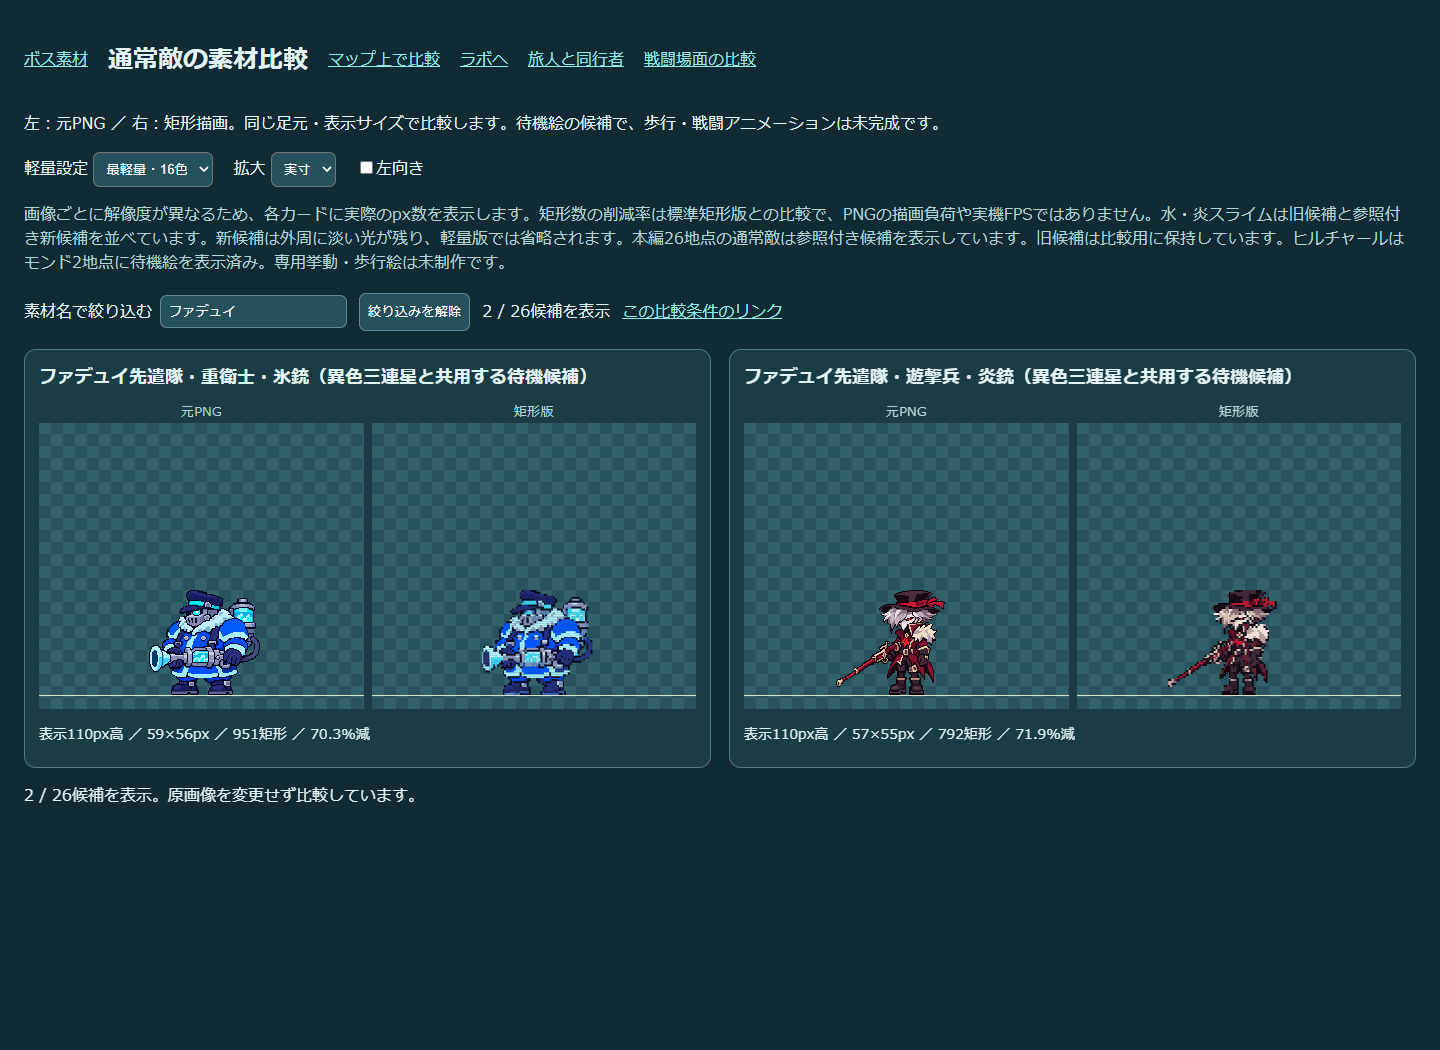 ボス素材 通常敵の素材比較 マップ上で比較 ラボへ 旅人と同行者 戦闘場面の比較
左：元PNG ／ 右：矩形描画。同じ足元・表示サイズで比較します。待機絵の候補で、歩行・戦闘アニメーションは未完成です。
軽量設定 最軽量・16色 拡大 実寸 左向き
画像ごとに解像度が異なるため、各カードに実際のpx数を表示します。矩形数の削減率は標準矩形版との比較で、PNGの描画負荷や実機FPSではありません。水・炎スライムは旧候補と参照付
き新候補を並べています。新候補は外周に淡い光が残り、軽量版では省略されます。本編26地点の通常敵は参照付き候補を表示しています。旧候補は比較用に保持しています。ヒルチャールは
モンド2地点に待機絵を表示済み。専用挙動・歩行絵は未制作です。
素材名で絞り込む ファデュイ 絞り込みを解除 2 / 26候補を表示 この比較条件のリンク
ファデュイ先遣隊・重衛士・氷銃（異色三連星と共用する待機候補）
元PNG 矩形版
表示110px高 ／ 59×56px ／ 951矩形 ／ 70.3%減
ファデュイ先遣隊・遊撃兵・炎銃（異色三連星と共用する待機候補）
元PNG 矩形版
表示110px高 ／ 57×55px ／ 792矩形 ／ 71.9%減
2 / 26候補を表示。原画像を変更せず比較しています。